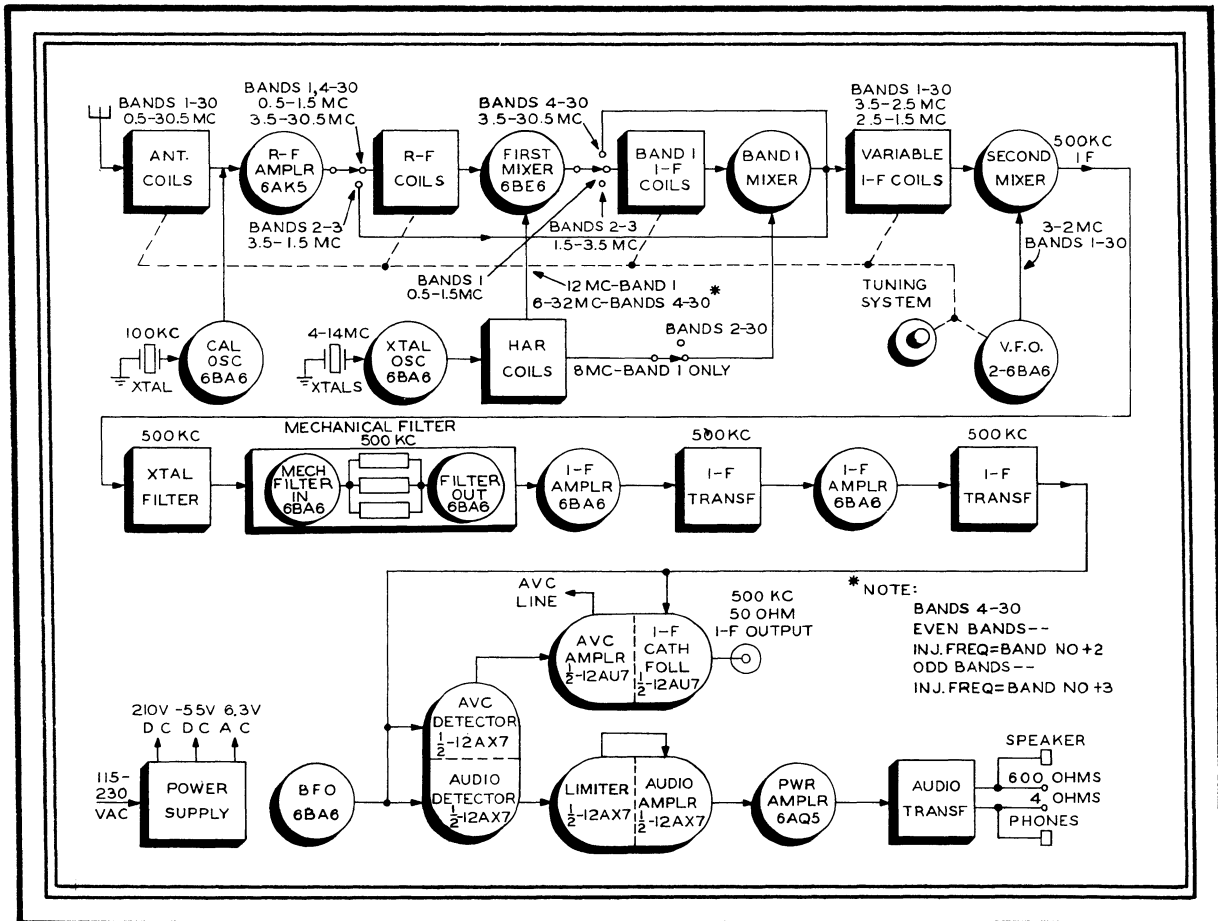 BANDS 1-30
0.5-30.5 MC
ANT.
COILS
R-F
AMPLR
6AK5
BANDS 1,4-30
0.5-1.5 MC
3.5-30.5 MC
BANDS 2-3
3.5-1.5 MC
R-F
COILS
BANDS 4-30
3.5-30.5 MC
FIRST
MIXER
6BE6
BANDS 2-3
1.5-3.5 MC
BANDS 1
0.5-1.5MC
BAND 1
I-F
COILS
BAND 1
MIXER
BANDS 1-30
3.5-2.5 MC
2.5-1.5 MC
VARIABLE
I-F COILS
SECOND
MIXER
500KC
IF
3-2MC
BANDS 1-30
12 MC-BAND 1
6-32MC-BANDS 4-30*
TUNING
SYSTEM
100KC
XTAL
CAL
OSC
6BA6
4-14MC
XTALS
XTAL
OSC
6BA6
HAR
COILS
BANDS 2-30
8MC-BAND 1 ONLY
V.F.O.
2-6BA6
500 KC
XTAL
FILTER
MECHANICAL FILTER
500 KC
MECH
FILTER
IN
6BA6
FILTER
OUT
6BA6
I-F
AMPLR
6BA6
500KC
I-F
TRANSF
I-F
AMPLR
6BA6
500 KC
I-F
TRANSF
AVC
LINE
AVC
AMPLR
½-12AU7
I-F
CATH
FOLL
½-12AU7
500 KC
50 OHM
I-F OUTPUT
*NOTE:
BANDS 4-30
EVEN BANDS--
INJ. FREQ=BAND NO+2
ODD BANDS--
INJ. FREQ=BAND NO+3
210V -55V 6.3V
DC DC AC
115-
230
VAC
POWER
SUPPLY
BFO
6BA6
AVC
DETECTOR
½-12AX7
AUDIO
DETECTOR
½-12AX7
LIMITER
½-12AX7
AUDIO
AMPLR
½-12AX7
PWR
AMPLR
6AQ5
AUDIO
TRANSF
SPEAKER
600 OHMS
4 OHMS
PHONES